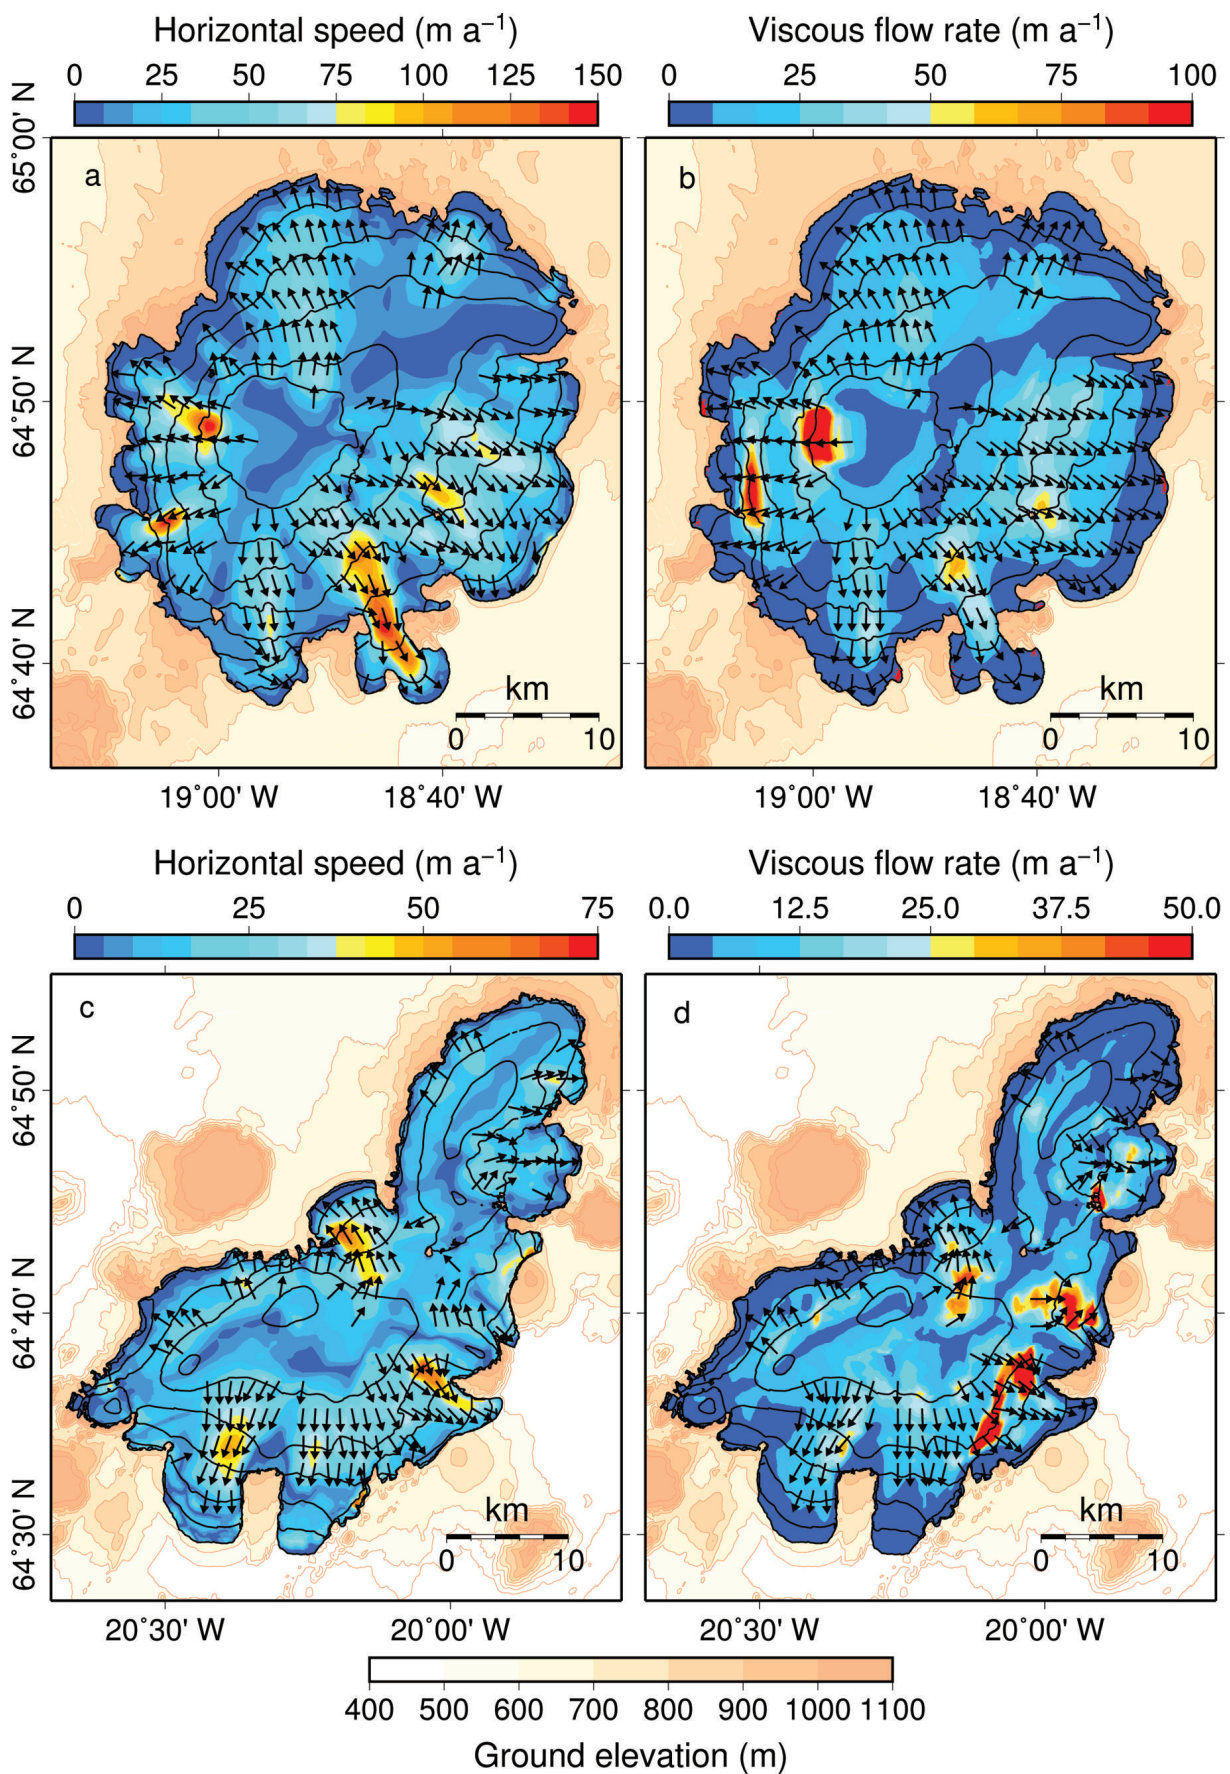 Horizontal speed (m a⁻¹)
0 25 50 75 100 125 150
Viscous flow rate (m a⁻¹)
0 25 50 75 100
65˚00' N
64˚50' N
64˚40' N
a
km
0 10
19˚00' W 18˚40' W
b
km
0 10
19˚00' W 18˚40' W
Horizontal speed (m a⁻¹)
0 25 50 75
Viscous flow rate (m a⁻¹)
0.0 12.5 25.0 37.5 50.0
64˚50' N
64˚40' N
64˚30' N
c
km
0 10
20˚30' W 20˚00' W
d
km
0 10
20˚30' W 20˚00' W
400 500 600 700 800 900 1000 1100
Ground elevation (m)